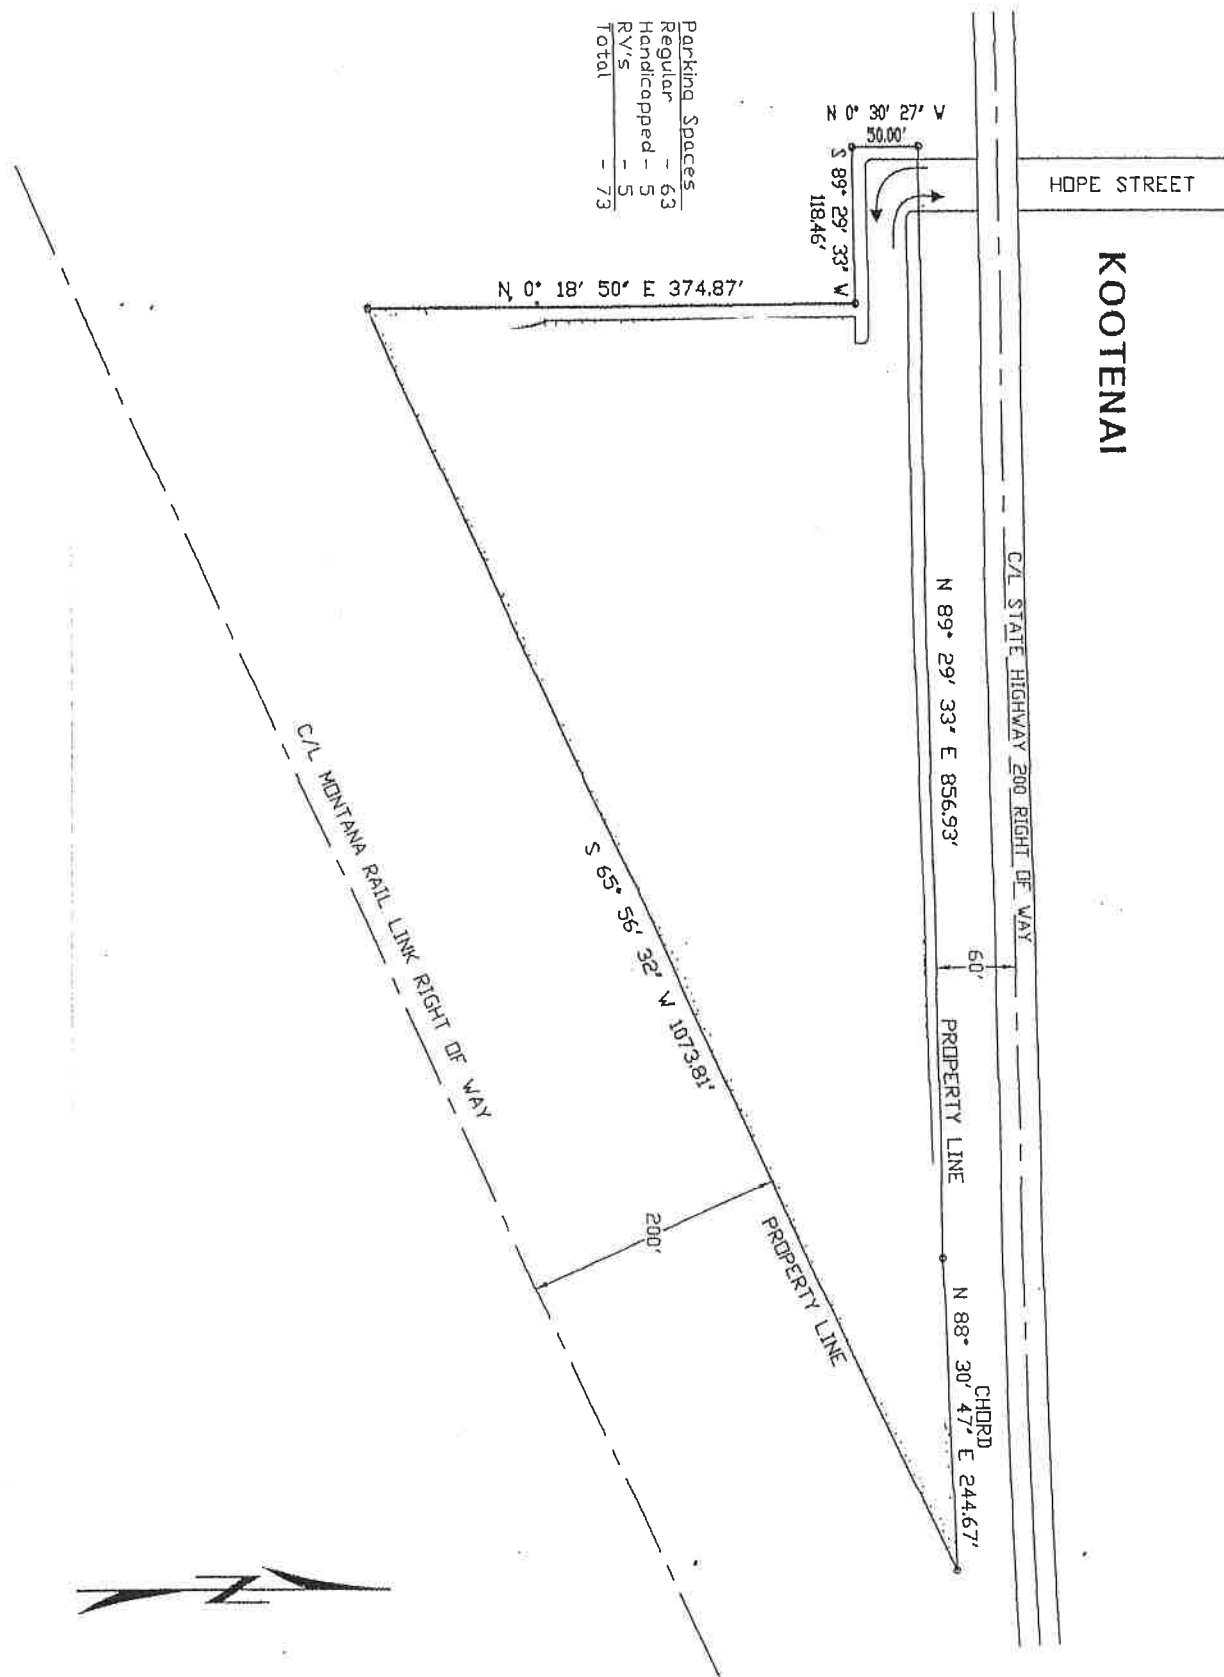 HOPE STREET
KOOTENAI
C/L STATE HIGHWAY 200 RIGHT OF WAY
N 0° 30' 27" W
50.00'
S 89° 29' 33" W
118.46'
N 0° 18' 50" E 374.87'
N 89° 29' 33" E 856.93'
60'
PROPERTY LINE
CHORD
N 88° 30' 47" E 244.67'
S 65° 56' 32" W 1073.81'
PROPERTY LINE
200'
C/L MONTANA RAIL LINK RIGHT OF WAY
Parking Spaces
Regular - 63
Handicapped - 5
RV's - 5
Total - 73
N